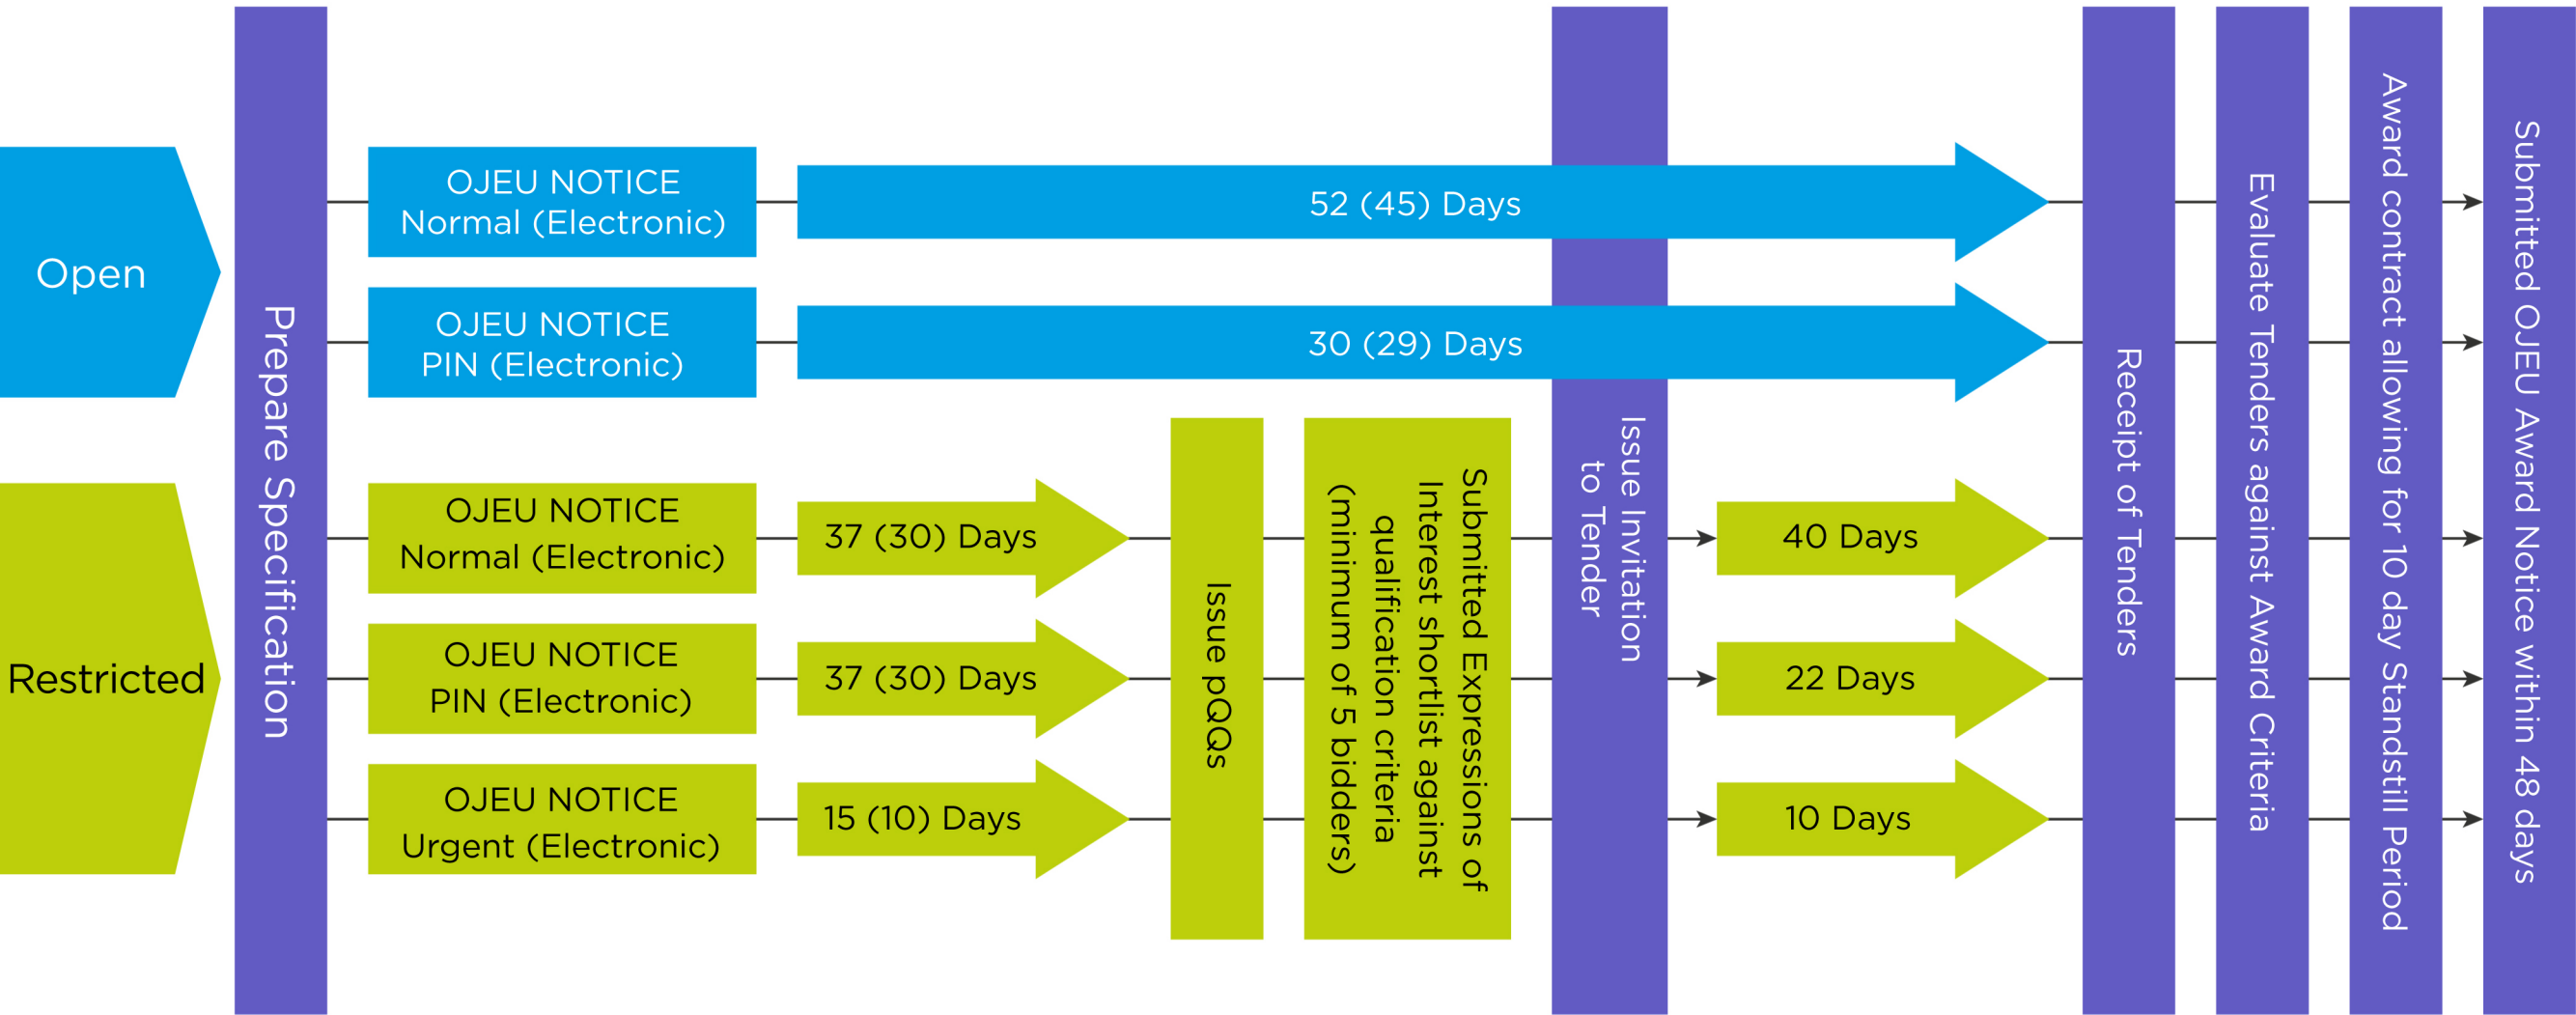 Open
Restricted
Prepare Specification
OJEU NOTICE
Normal (Electronic)
52 (45) Days
OJEU NOTICE
PIN (Electronic)
30 (29) Days
OJEU NOTICE
Normal (Electronic)
37 (30) Days
OJEU NOTICE
PIN (Electronic)
37 (30) Days
OJEU NOTICE
Urgent (Electronic)
15 (10) Days
Issue pQQs
Submitted Expressions of
Interest shortlist against
qualification criteria
(minimum of 5 bidders)
Issue Invitation
to Tender
40 Days
22 Days
10 Days
Receipt of Tenders
Evaluate Tenders against Award Criteria
Award contract allowing for 10 day Standstill Period
Submitted OJEU Award Notice within 48 days